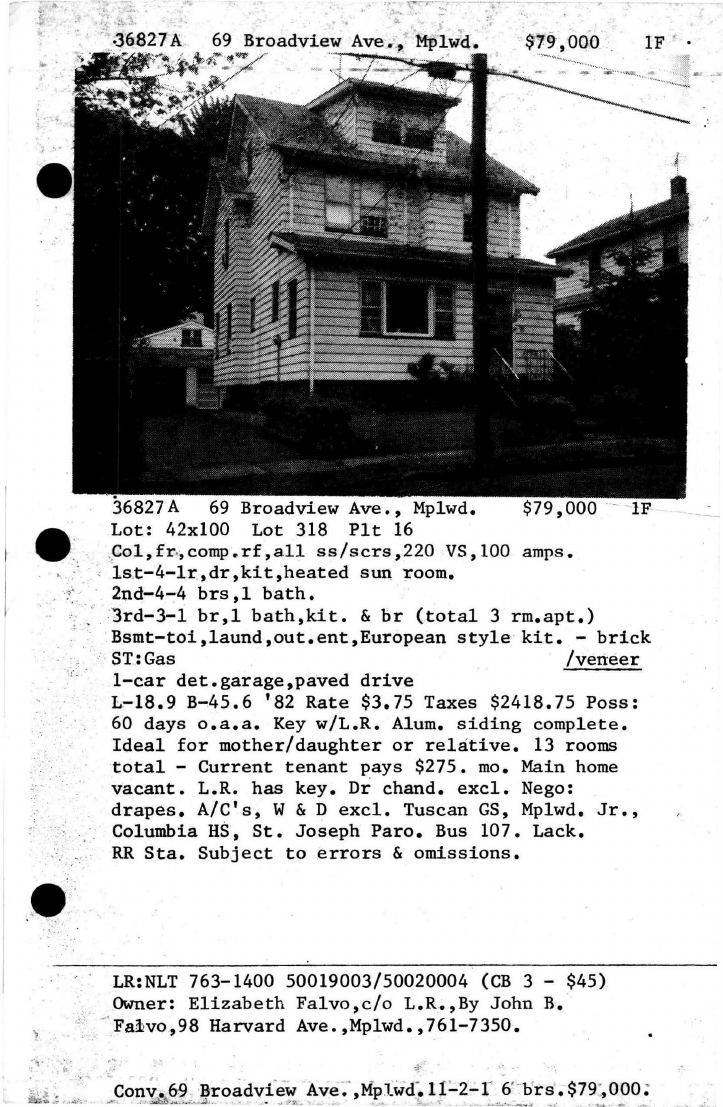 36827A 69 Broadview Ave., Mplwd. $79,000 1F
36827A 69 Broadview Ave., Mplwd. $79,000 1F
Lot: 42x100 Lot 318 Plt 16
Col,fr,comp.rf,all ss/scrs,220 VS,100 amps.
1st-4-lr,dr,kit,heated sun room.
2nd-4-4 brs,1 bath.
3rd-3-1 br,1 bath,kit. & br (total 3 rm.apt.)
Bsmt-toi,laund,out.ent,European style kit. - brick
ST:Gas /veneer
1-car det.garage,paved drive
L-18.9 B-45.6 '82 Rate $3.75 Taxes $2418.75 Poss:
60 days o.a.a. Key w/L.R. Alum. siding complete.
Ideal for mother/daughter or relative. 13 rooms
total - Current tenant pays $275. mo. Main home
vacant. L.R. has key. Dr chand. excl. Nego:
drapes. A/C's, W & D excl. Tuscan GS, Mplwd. Jr.,
Columbia HS, St. Joseph Paro. Bus 107. Lack.
RR Sta. Subject to errors & omissions.
LR:NLT 763-1400 50019003/50020004 (CB 3 - $45)
Owner: Elizabeth Falvo,c/o L.R.,By John B.
Falvo,98 Harvard Ave.,Mplwd.,761-7350.
Conv.69 Broadview Ave.,Mplwd.11-2-1 6 brs.$79,000.